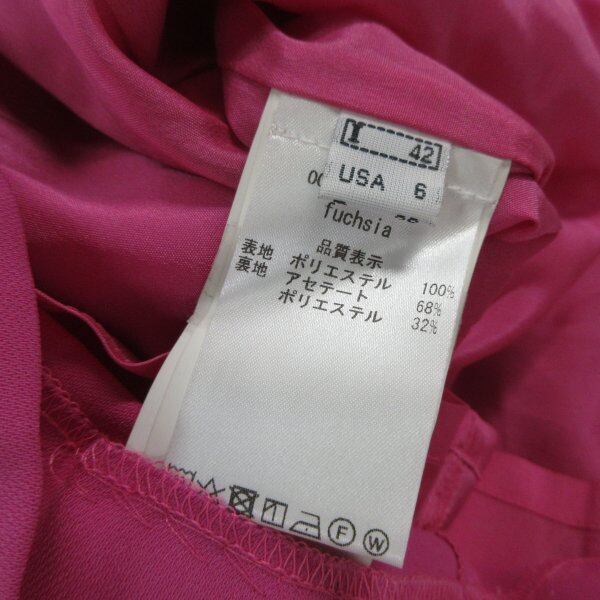 I 42
USA 6
fuchsia
品質表示
表地 ポリエステル 100%
裏地 アセテート 68%
ポリエステル 32%
F W